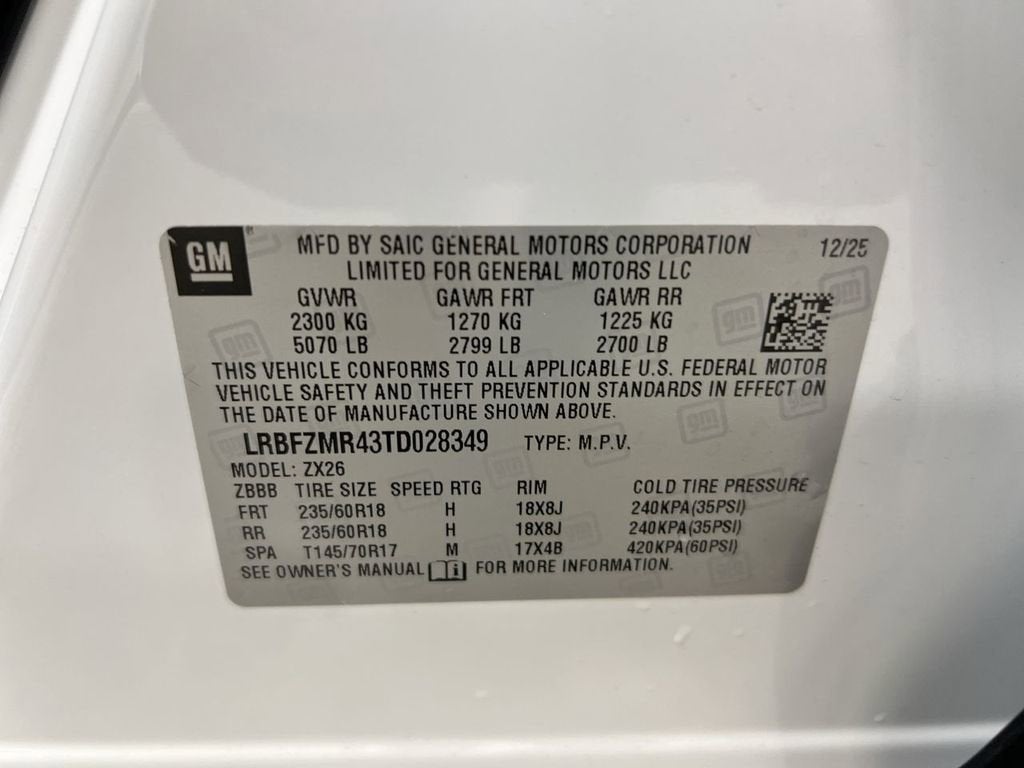 GM
MFD BY SAIC GENERAL MOTORS CORPORATION 12/25
LIMITED FOR GENERAL MOTORS LLC
GVWR GAWR FRT GAWR RR
2300 KG 1270 KG 1225 KG
5070 LB 2799 LB 2700 LB
THIS VEHICLE CONFORMS TO ALL APPLICABLE U.S. FEDERAL MOTOR
VEHICLE SAFETY AND THEFT PREVENTION STANDARDS IN EFFECT ON
THE DATE OF MANUFACTURE SHOWN ABOVE.
LRBFZMR43TD028349 TYPE: M.P.V.
MODEL: ZX26
ZBBB TIRE SIZE SPEED RTG RIM COLD TIRE PRESSURE
FRT 235/60R18 H 18X8J 240KPA(35PSI)
RR 235/60R18 H 18X8J 240KPA(35PSI)
SPA T145/70R17 M 17X4B 420KPA(60PSI)
SEE OWNER'S MANUAL FOR MORE INFORMATION.